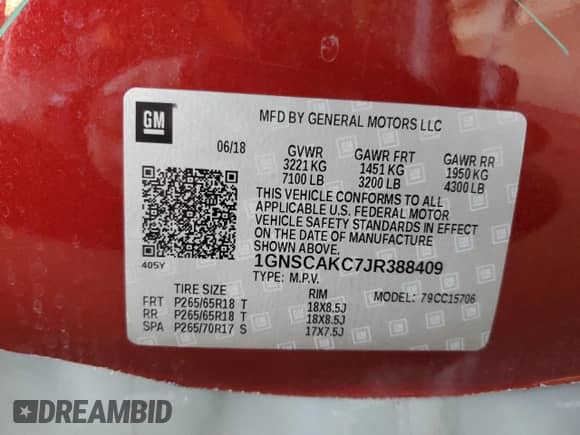 GM
MFD BY GENERAL MOTORS LLC
06/18 GVWR GAWR FRT GAWR RR
3221 KG 1451 KG 1950 KG
7100 LB 3200 LB 4300 LB
THIS VEHICLE CONFORMS TO ALL
APPLICABLE U.S. FEDERAL MOTOR
VEHICLE SAFETY STANDARDS IN EFFECT
ON THE DATE OF MANUFACTURE
SHOWN ABOVE.
405Y
1GNSCAKC7JR388409
TYPE: M.P.V. MODEL: 79CC15706
TIRE SIZE RIM
FRT P265/65R18 T 18X8.5J
RR P265/65R18 T 18X8.5J
SPA P265/70R17 S 17X7.5J
DREAMBID